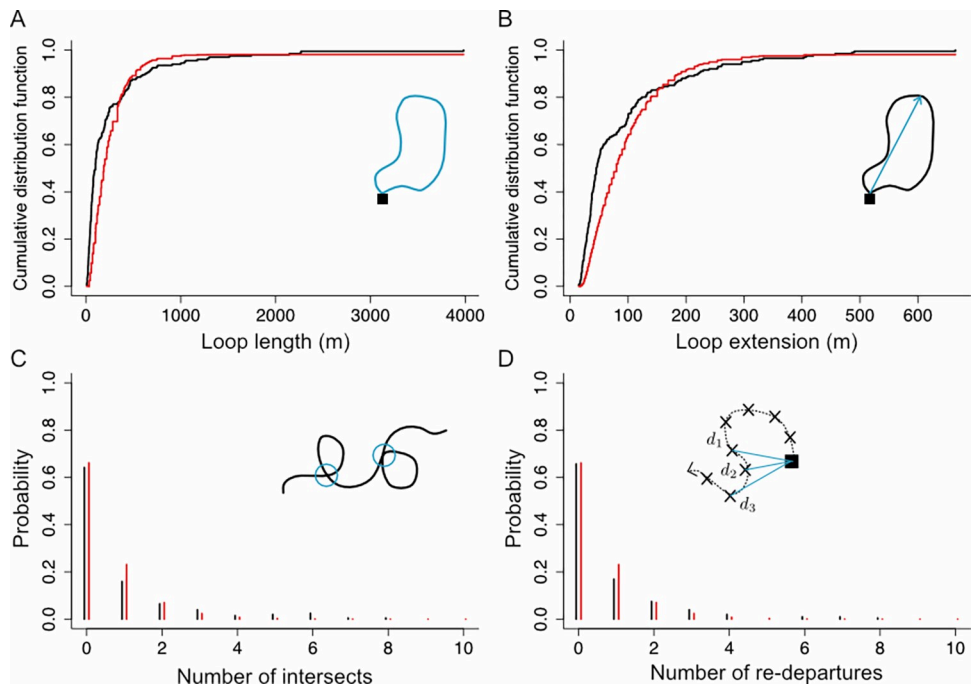 A
Cumulative distribution function
0.0 0.2 0.4 0.6 0.8 1.0
0 1000 2000 3000 4000
Loop length (m)
B
Cumulative distribution function
0.0 0.2 0.4 0.6 0.8 1.0
0 100 200 300 400 500 600
Loop extension (m)
C
Probability
0.0 0.2 0.4 0.6 0.8 1.0
0 2 4 6 8 10
Number of intersects
D
Probability
0.0 0.2 0.4 0.6 0.8 1.0
d1
d2
d3
0 2 4 6 8 10
Number of re-departures